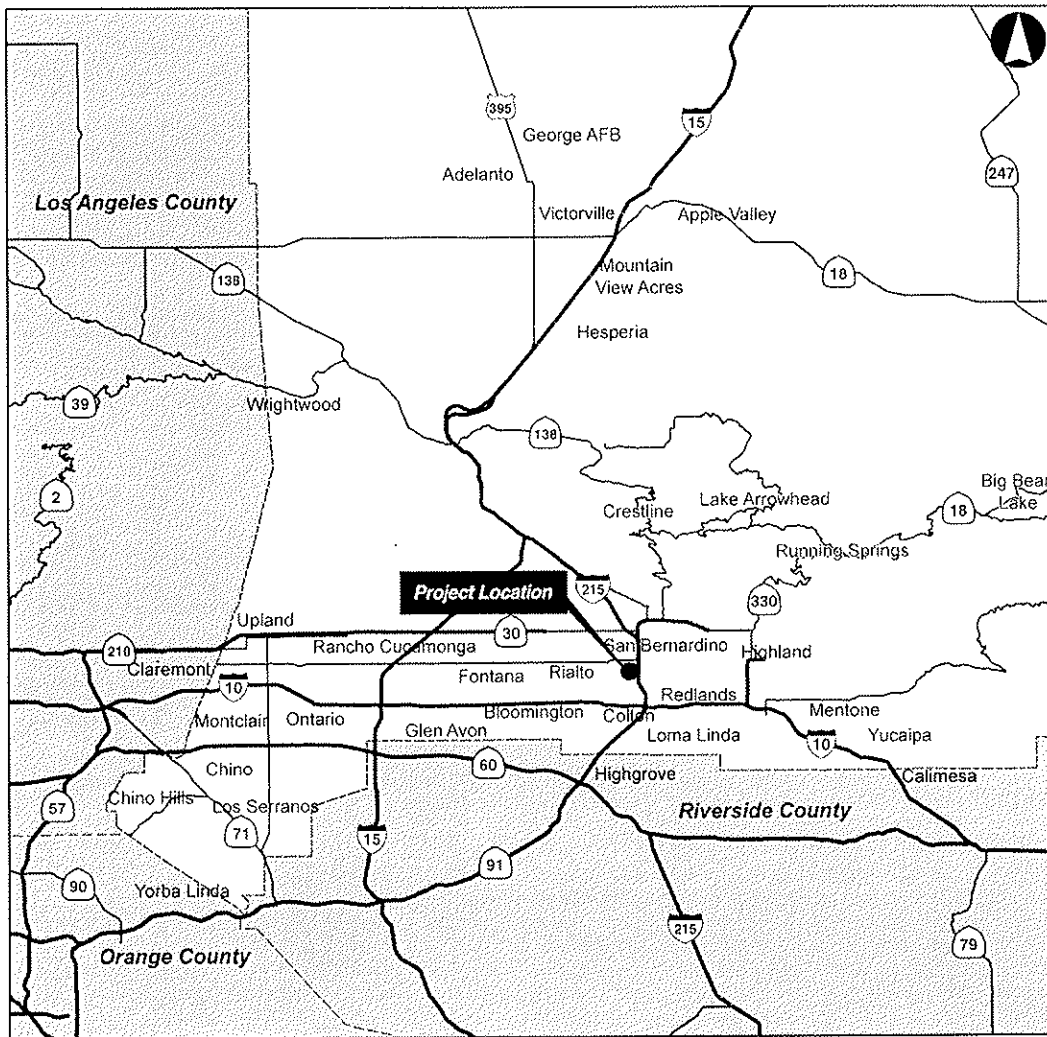 395
George AFB
15
Adelanto
247
Los Angeles County
Victorville
Apple Valley
138
Mountain
View Acres
18
Hesperia
39
Wrightwood
138
2
Crestline
Lake Arrowhead
Big Bear
Lake
18
Running Springs
Project Location
215
330
Upland
30
210
Rancho Cucamonga
San Bernardino
Highland
Claremont
10
Fontana
Rialto
Redlands
Montclair
Ontario
Bloomington
Colton
Mentone
Glen Avon
Loma Linda
10
Yucaipa
Chino
60
Highgrove
Calimesa
57
Chino Hills
Los Serranos
Riverside County
71
15
91
90
Yorba Linda
215
79
Orange County